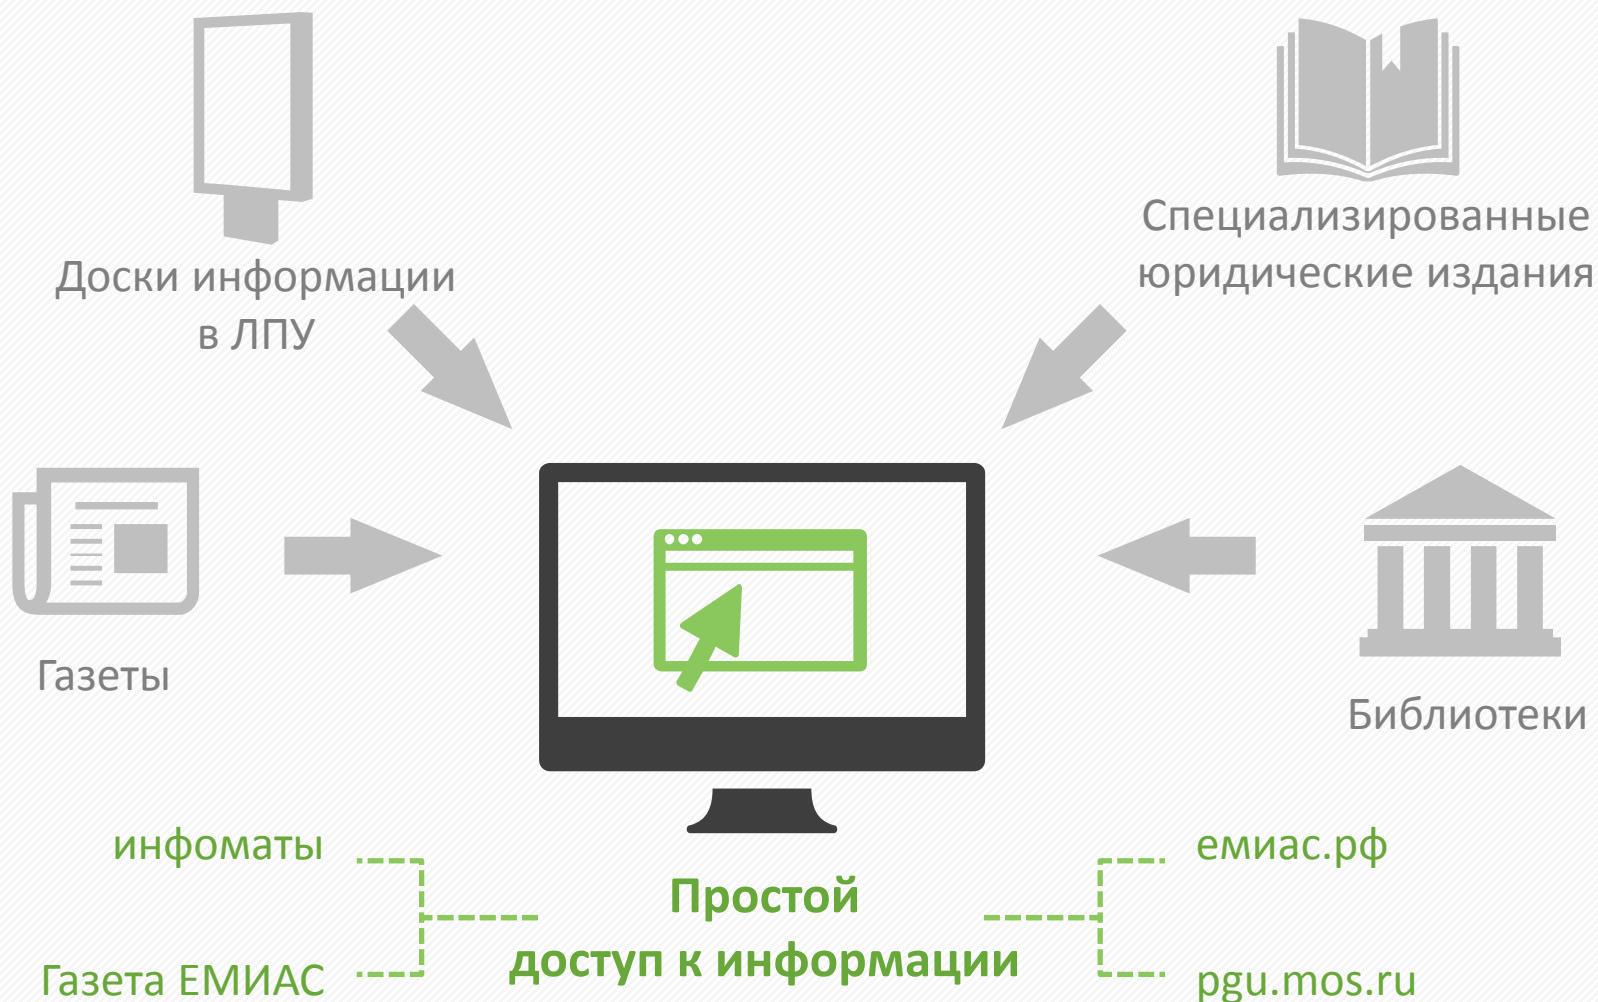 Доски информации
в ЛПУ
Специализированные
юридические издания
Газеты
Библиотеки
инфоматы
Газета ЕМИАС
Простой
доступ к информации
емиас.рф
pgu.mos.ru